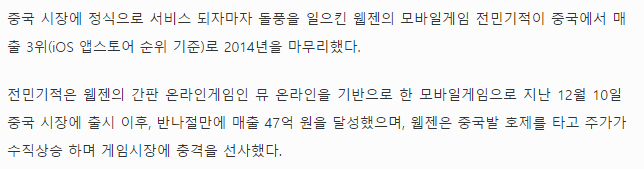 중국 시장에 정식으로 서비스 되자마자 돌풍을 일으킨 웹젠의 모바일게임 전민기적이 중국에서 매
출 3위(iOS 앱스토어 순위 기준)로 2014년을 마무리했다.
전민기적은 웹젠의 간판 온라인게임인 뮤 온라인을 기반으로 한 모바일게임으로 지난 12월 10일
중국 시장에 출시 이후, 반나절만에 매출 47억 원을 달성했으며, 웹젠은 중국발 호재를 타고 주가가
수직상승 하며 게임시장에 충격을 선사했다.